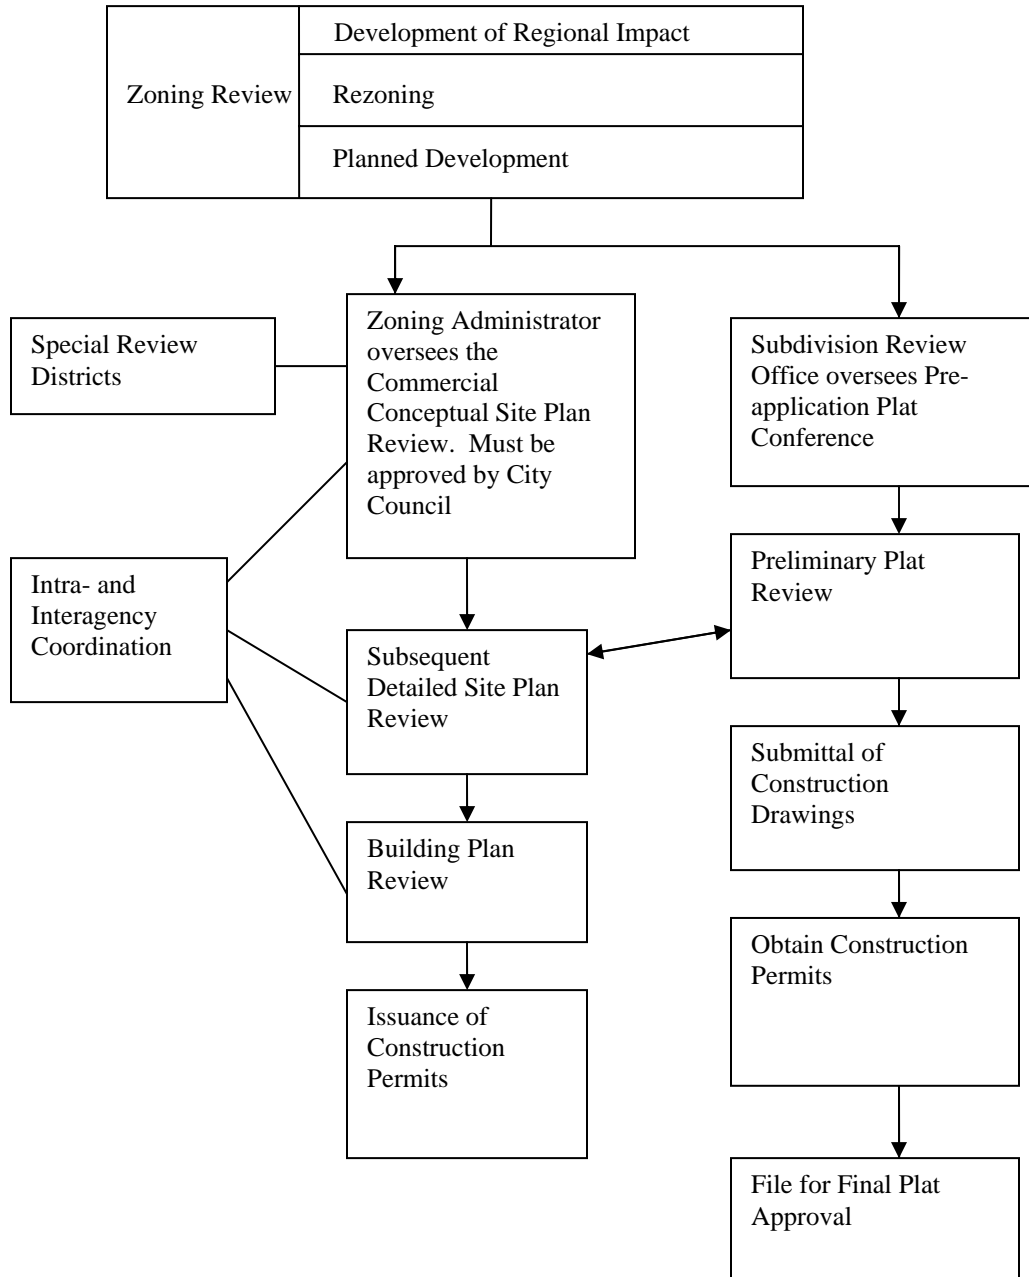 Development of Regional Impact
Zoning Review
Rezoning
Planned Development
Special Review
Districts
Zoning Administrator
oversees the
Commercial
Conceptual Site Plan
Review.  Must be
approved by City
Council
Subdivision Review
Office oversees Pre-
application Plat
Conference
Intra- and
Interagency
Coordination
Preliminary Plat
Review
Subsequent
Detailed Site Plan
Review
Submittal of
Construction
Drawings
Building Plan
Review
Obtain Construction
Permits
Issuance of
Construction
Permits
File for Final Plat
Approval